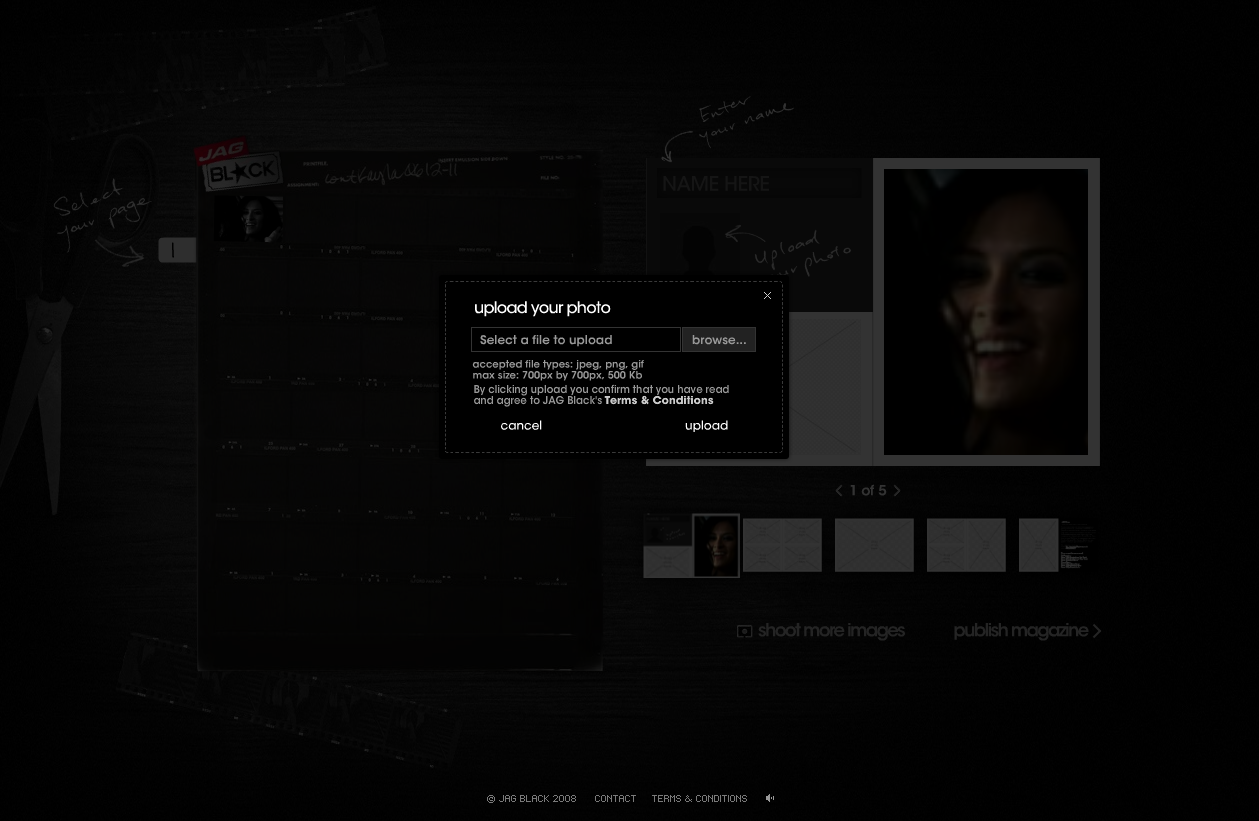 Enter
your name
JAG
BLACK
NAME HERE
Select
your page
1
Upload
photo
upload your photo
Select a file to upload
browse...
accepted file types: jpeg, png, gif
max size: 700px by 700px, 500 Kb
By clicking upload you confirm that you have read
and agree to JAG Black's Terms & Conditions
cancel
upload
1 of 5
shoot more images
publish magazine
© JAG BLACK 2008
CONTACT
TERMS & CONDITIONS